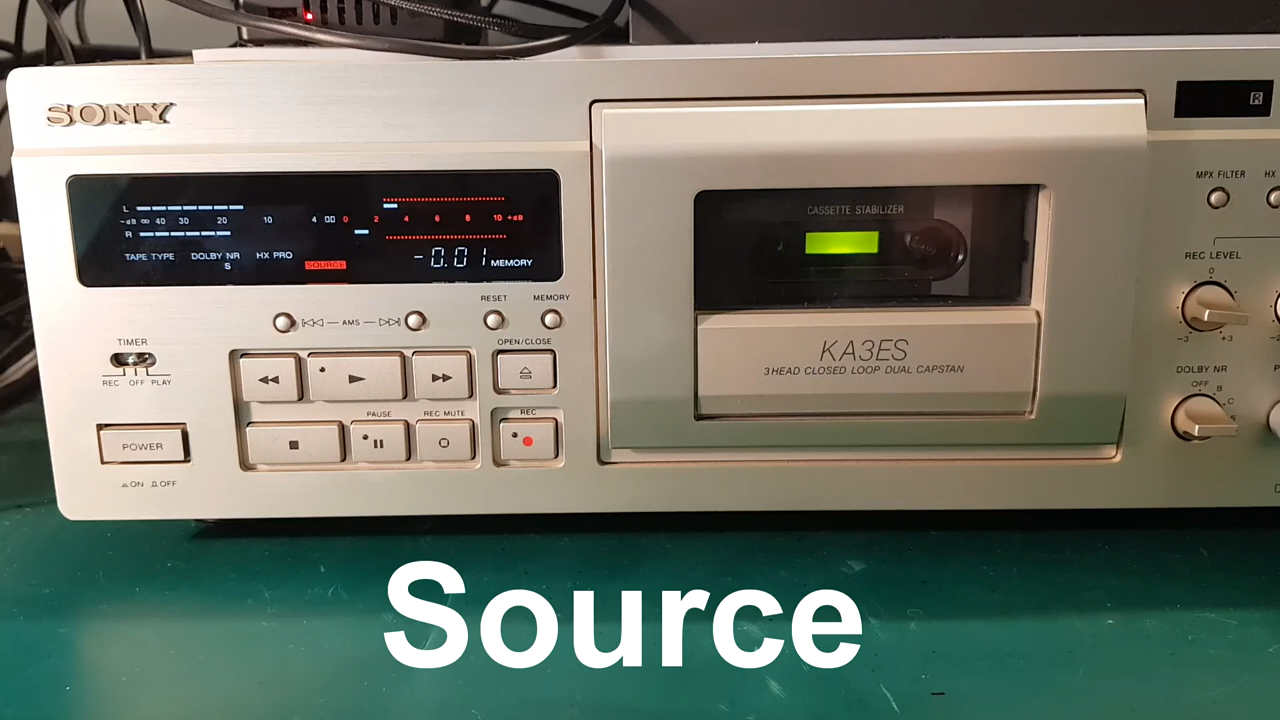 SONY
L
-dB ∞ 40 30 20 10 4 0 2 4 6 8 10 +dB
R
TAPE TYPE DOLBY NR HX PRO SOURCE -0.01 MEMORY
S
RESET MEMORY
AMS
TIMER
REC OFF PLAY
OPEN/CLOSE
POWER
ON OFF
PAUSE REC MUTE REC
CASSETTE STABILIZER
KA3ES
3 HEAD CLOSED LOOP DUAL CAPSTAN
R
MPX FILTER HX
REC LEVEL
0
-3 +3
DOLBY NR
OFF B
C
S
Source